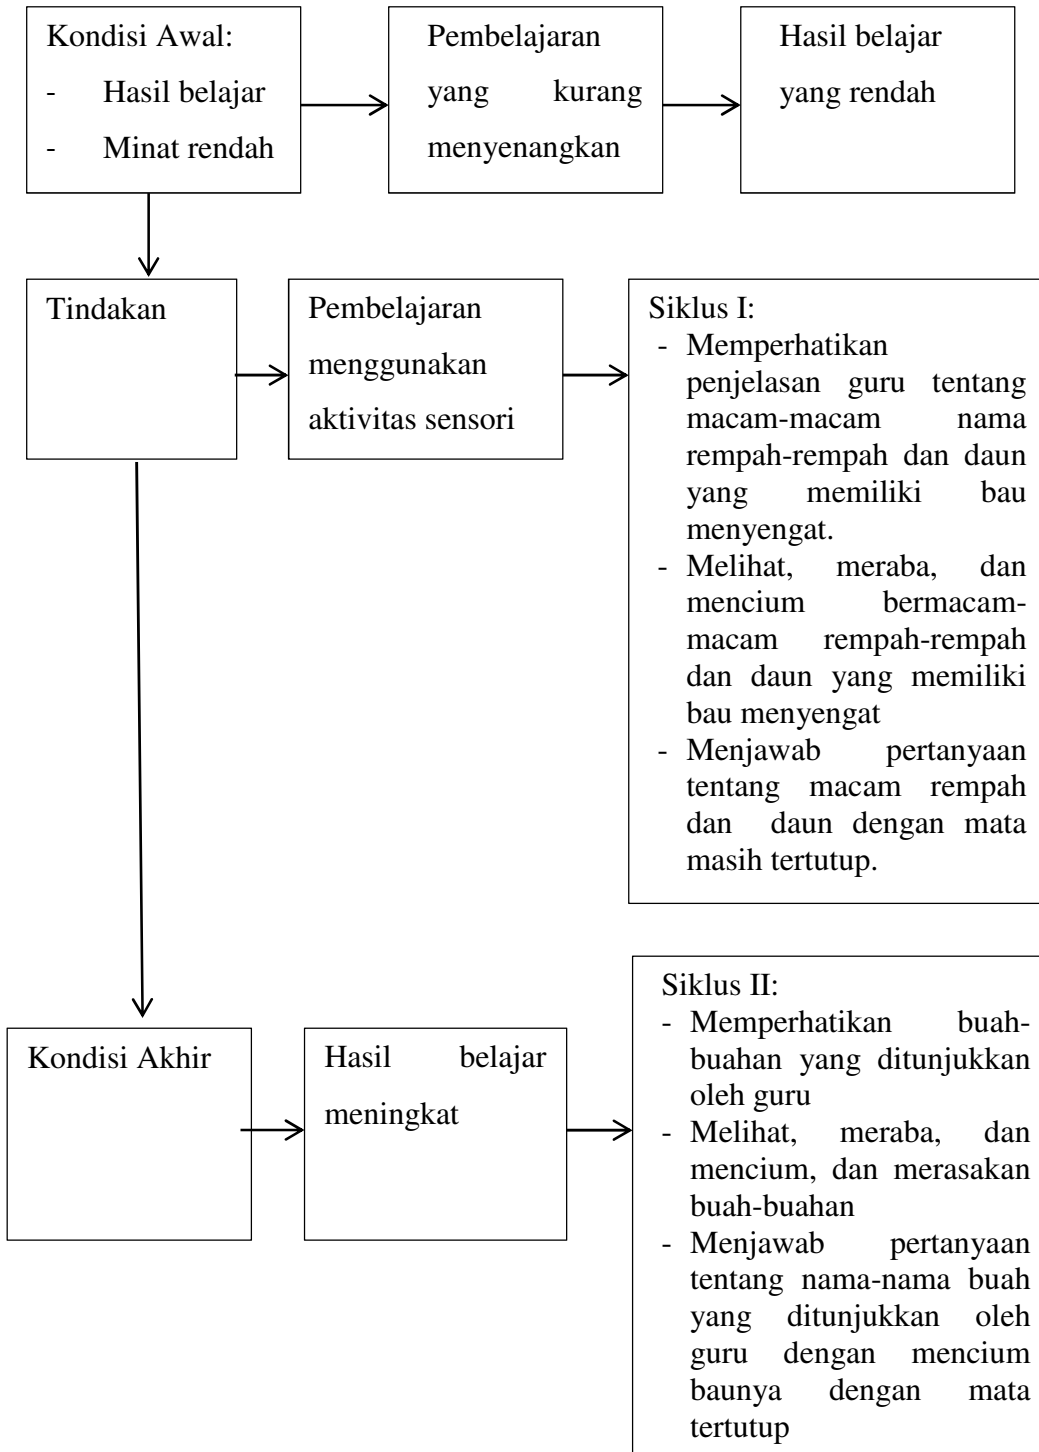 Kondisi Awal:
- Hasil belajar
- Minat rendah
Pembelajaran
yang kurang
menyenangkan
Hasil belajar
yang rendah
Tindakan
Pembelajaran
menggunakan
aktivitas sensori
Siklus I:
- Memperhatikan
penjelasan guru tentang
macam-macam nama
rempah-rempah dan daun
yang memiliki bau
menyengat.
- Melihat, meraba, dan
mencium bermacam-
macam rempah-rempah
dan daun yang memiliki
bau menyengat
- Menjawab pertanyaan
tentang macam rempah
dan daun dengan mata
masih tertutup.
Kondisi Akhir
Hasil belajar
meningkat
Siklus II:
- Memperhatikan buah-
buahan yang ditunjukkan
oleh guru
- Melihat, meraba, dan
mencium, dan merasakan
buah-buahan
- Menjawab pertanyaan
tentang nama-nama buah
yang ditunjukkan oleh
guru dengan mencium
baunya dengan mata
tertutup